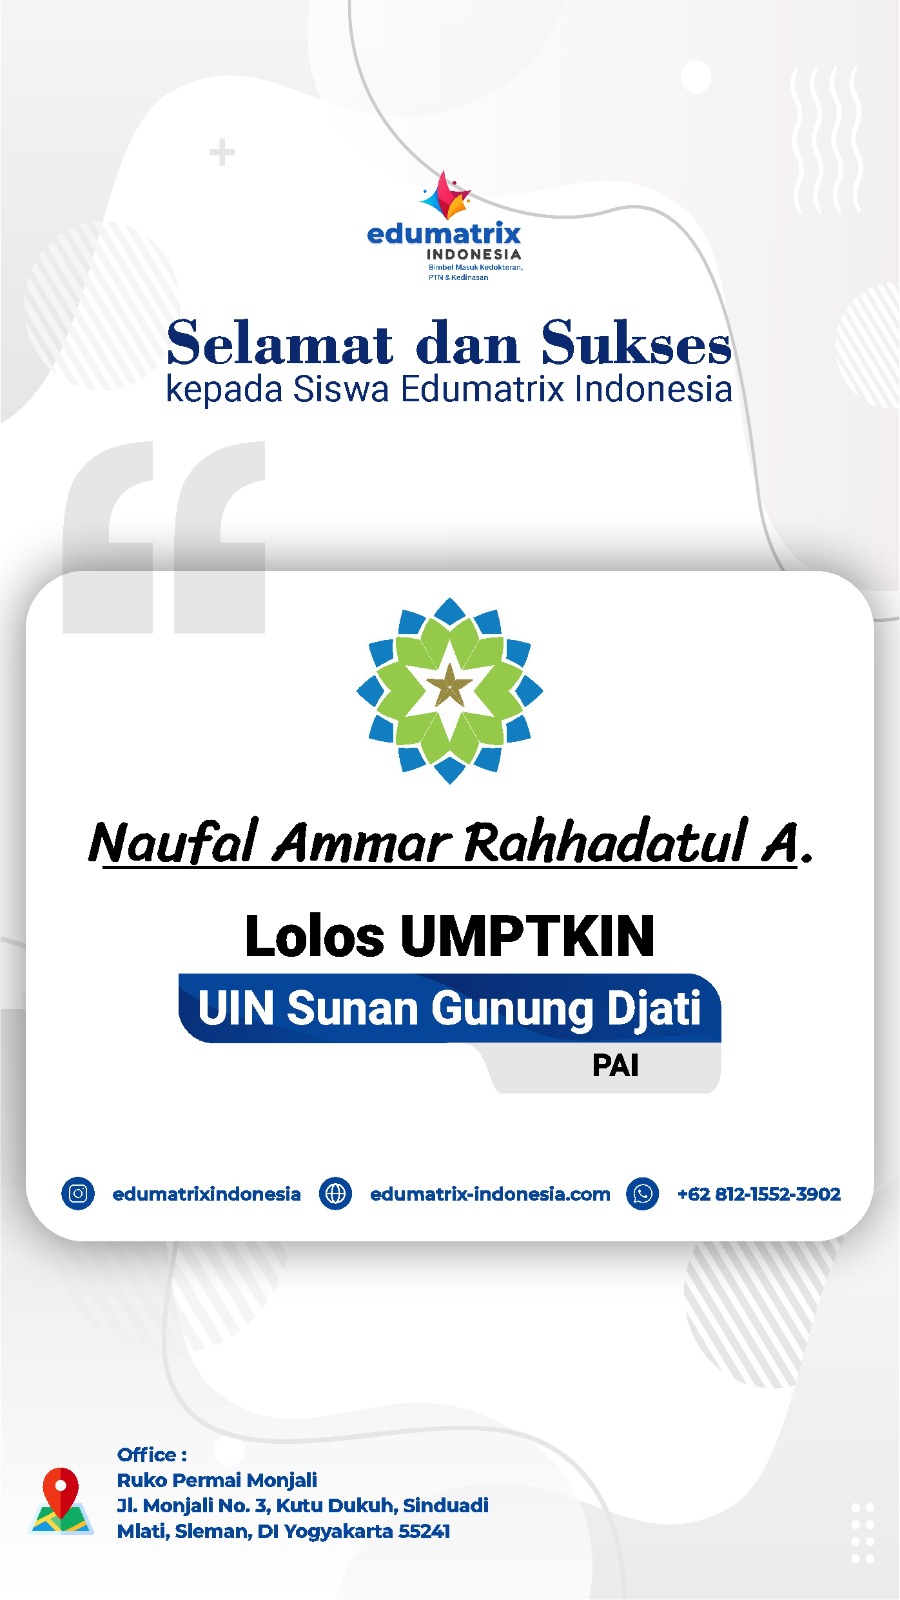 edumatrix
INDONESIA
Bimbel Masuk Kedokteran,
PTN & Kedinasan
Selamat dan Sukses
kepada Siswa Edumatrix Indonesia
Naufal Ammar Rahhadatul A.
Lolos UMPTKIN
UIN Sunan Gunung Djati
PAI
edumatrixindonesia
edumatrix-indonesia.com
+62 812-1552-3902
Office :
Ruko Permai Monjali
Jl. Monjali No. 3, Kutu Dukuh, Sinduadi
Mlati, Sleman, DI Yogyakarta 55241